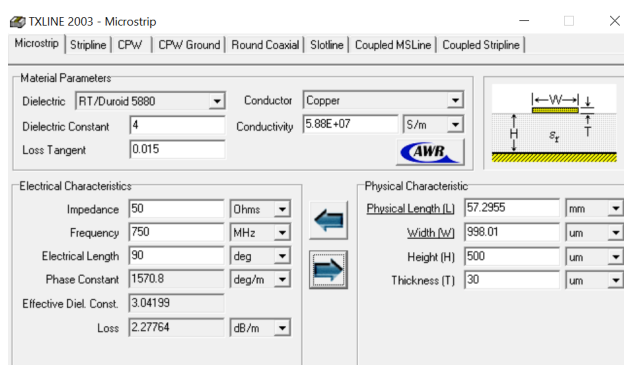 TXLINE 2003 - Microstrip
Microstrip Stripline CPW CPW Ground Round Coaxial Slotline Coupled MSLine Coupled Stripline
Material Parameters
Dielectric RT/Duroid 5880 Conductor Copper
Dielectric Constant 4 Conductivity 5.88E+07 S/m
Loss Tangent 0.015 AWR
←W→
H εr T
Electrical Characteristics
Impedance 50 Ohms
Frequency 750 MHz
Electrical Length 90 deg
Phase Constant 1570.8 deg/m
Effective Diel. Const. 3.04199
Loss 2.27764 dB/m
Physical Characteristic
Physical Length (L) 57.2955 mm
Width (W) 998.01 um
Height (H) 500 um
Thickness (T) 30 um